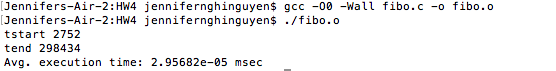 [Jennifers-Air-2:HW4 jennifernghinguyen$ gcc -O0 -Wall fibo.c -o fibo.o
[Jennifers-Air-2:HW4 jennifernghinguyen$ ./fibo.o
tstart 2752
tend 298434
Avg. execution time: 2.95682e-05 msec